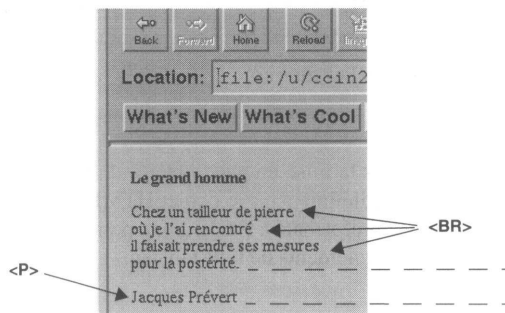 Back Forward Home Reload Imag
Location: file:/u/ccin2
What's New What's Cool
Le grand homme
Chez un tailleur de pierre
où je l'ai rencontré
il faisait prendre ses mesures
<BR>
pour la postérité.
<P>
Jacques Prévert